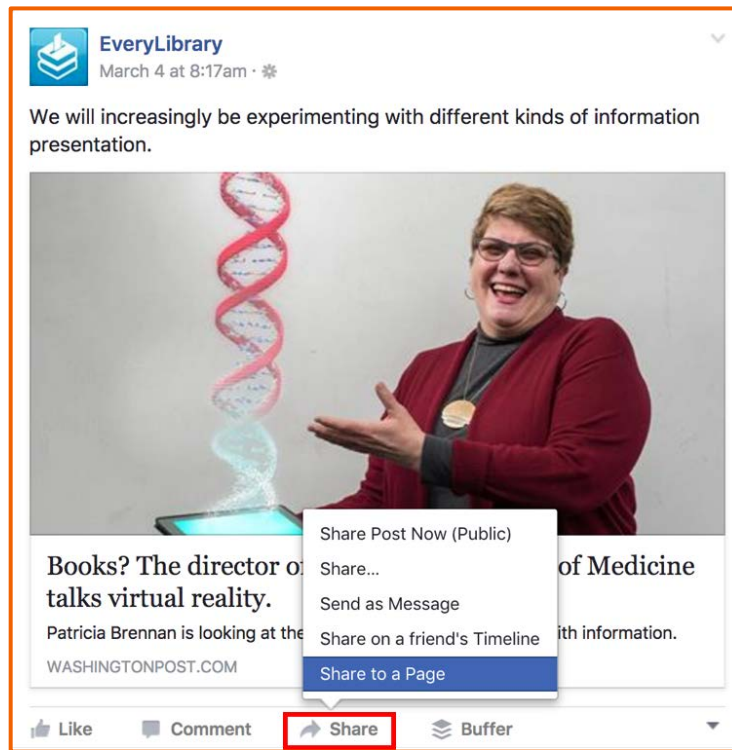 EveryLibrary
March 4 at 8:17am ·
We will increasingly be experimenting with different kinds of information
presentation.
Books? The director o of Medicine
talks virtual reality.
Patricia Brennan is looking at the ith information.
WASHINGTONPOST.COM
Share Post Now (Public)
Share...
Send as Message
Share on a friend's Timeline
Share to a Page
Like Comment Share Buffer